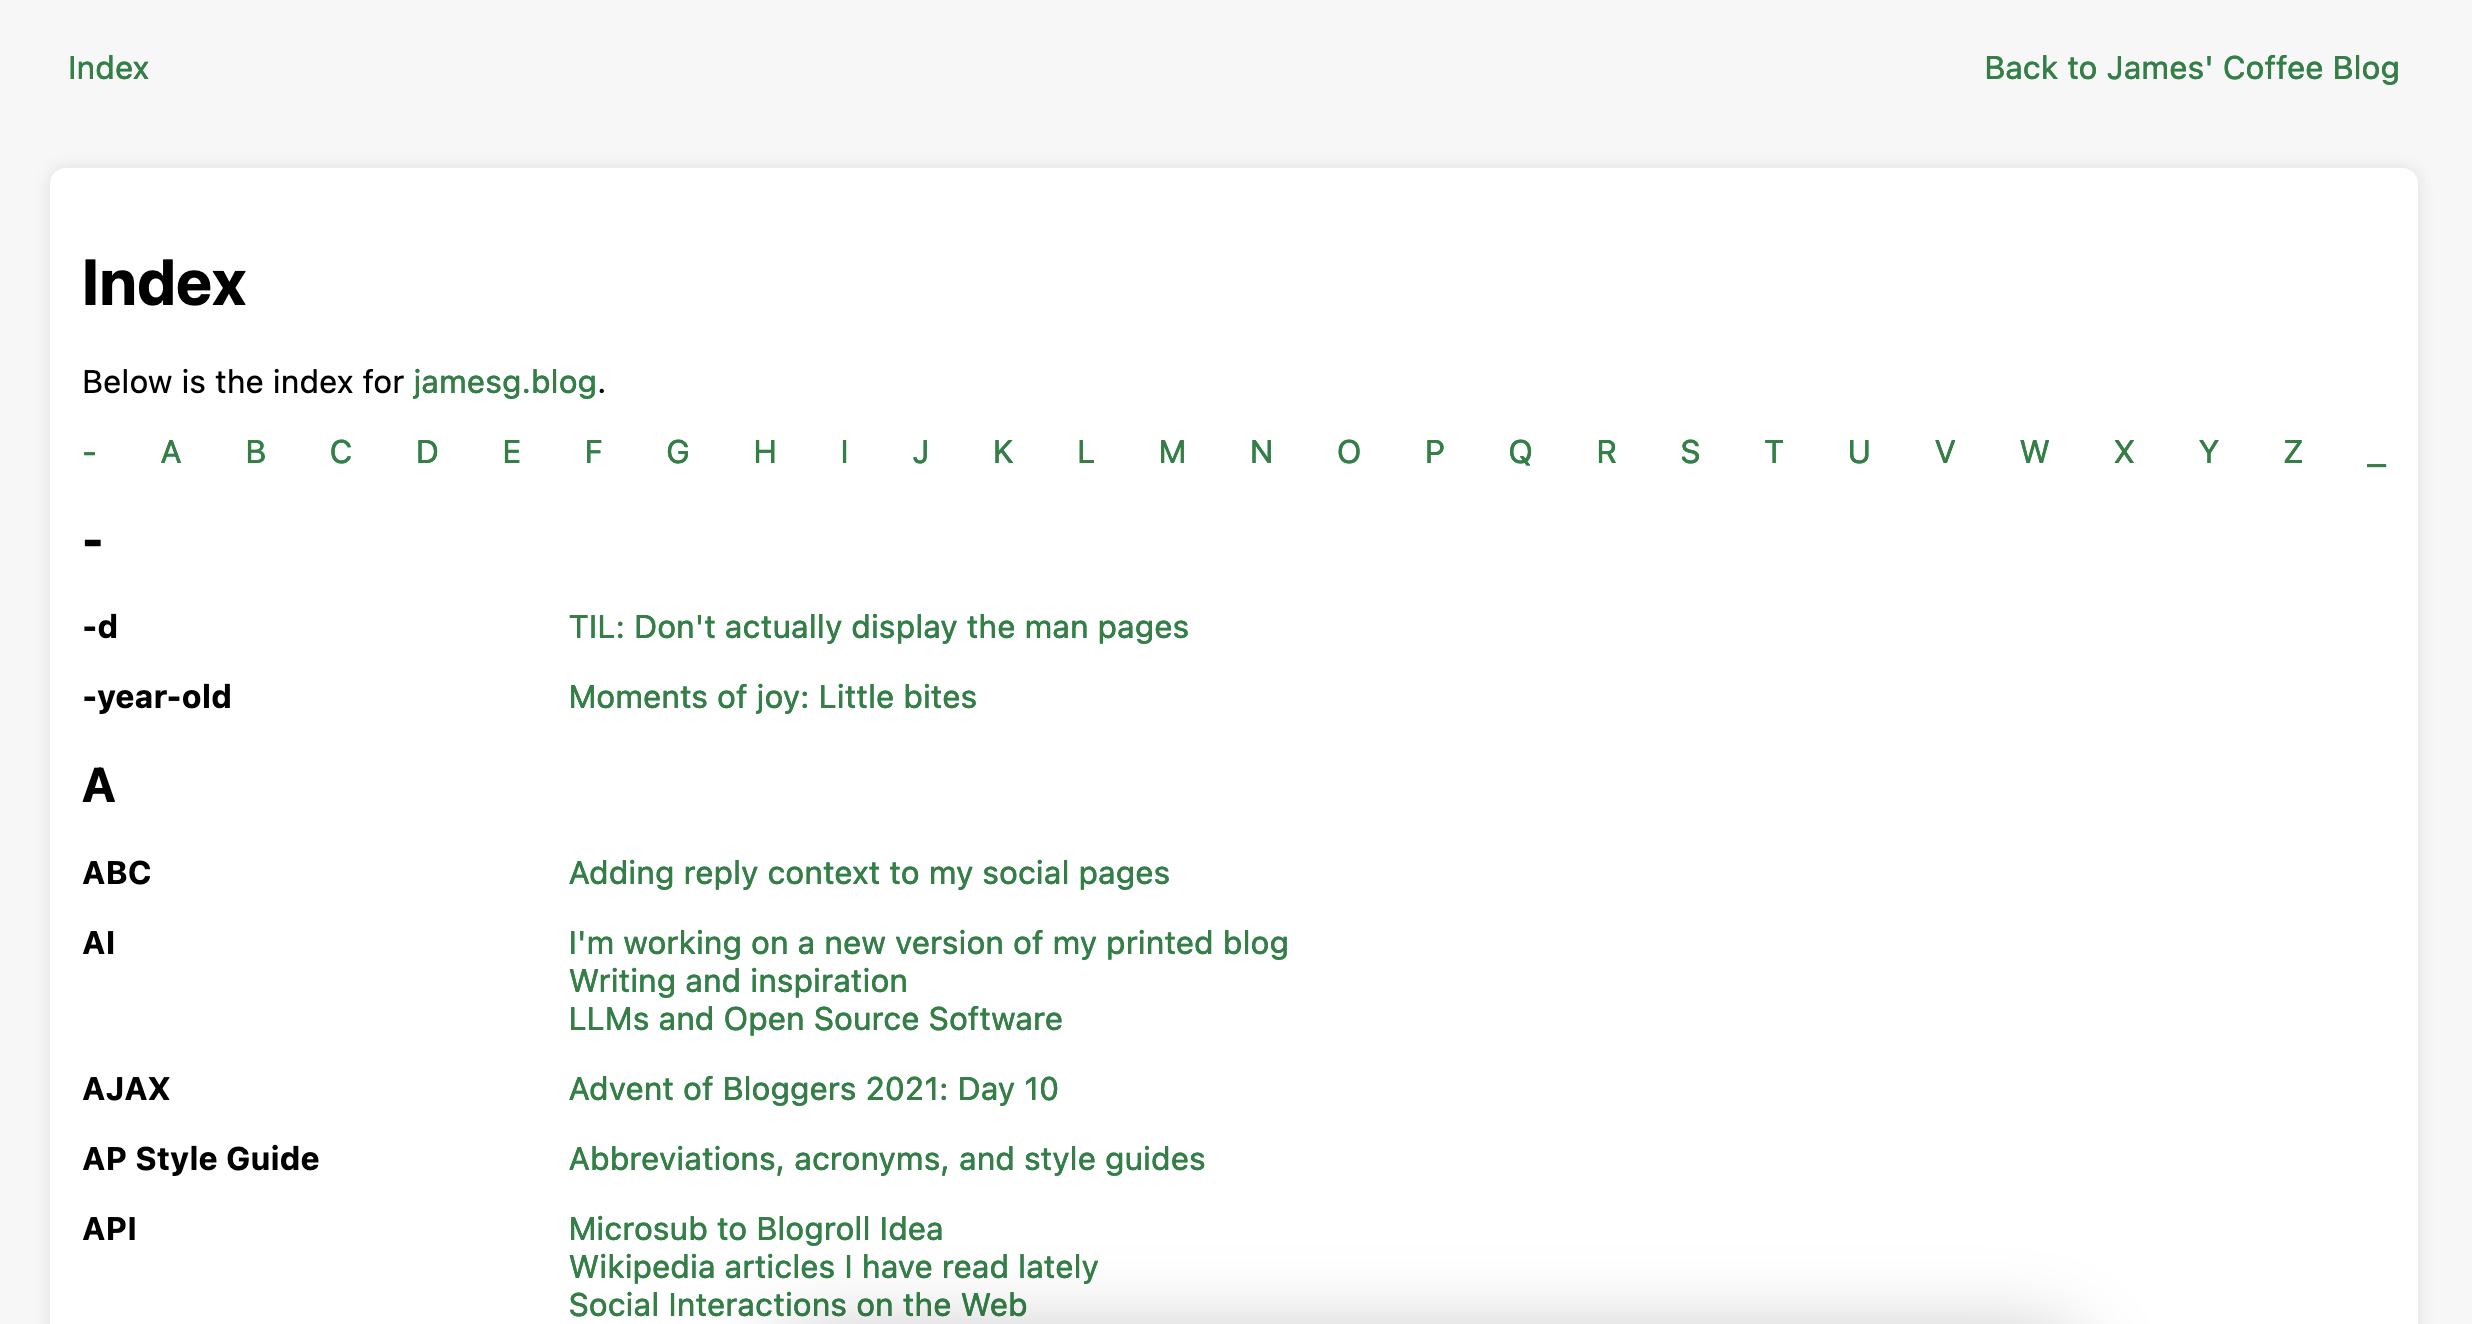 Index
Back to James' Coffee Blog
Index
Below is the index for jamesg.blog.
- A B C D E F G H I J K L M N O P Q R S T U V W X Y Z _
-
-d TIL: Don't actually display the man pages
-year-old Moments of joy: Little bites
A
ABC Adding reply context to my social pages
AI I'm working on a new version of my printed blog
Writing and inspiration
LLMs and Open Source Software
AJAX Advent of Bloggers 2021: Day 10
AP Style Guide Abbreviations, acronyms, and style guides
API Microsub to Blogroll Idea
Wikipedia articles I have read lately
Social Interactions on the Web